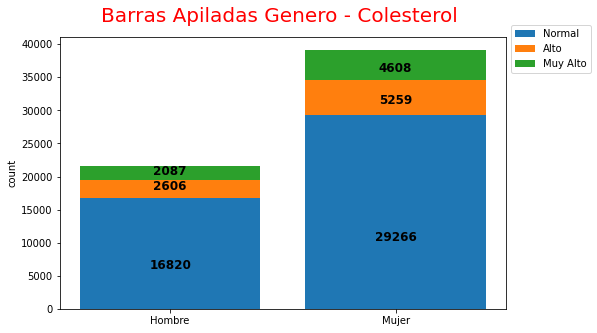 Barras Apiladas Genero - Colesterol
Normal
Alto
Muy Alto
count
40000
35000
30000
25000
20000
15000
10000
5000
0
4608
5259
29266
2087
2606
16820
Hombre
Mujer